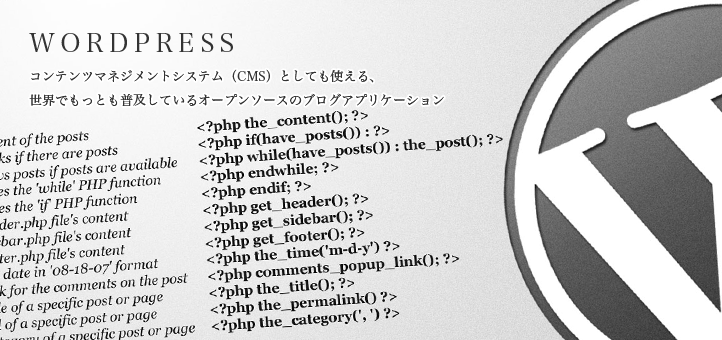 WORDPRESS
コンテンツマネジメントシステム（CMS）としても使える、
世界でもっとも普及しているオープンソースのブログアプリケーション
<?php the_content(); ?>
ent of the posts <?php if(have_posts()) : ?>
ks if there are posts <?php while(have_posts()) : the_post(); ?>
ws posts if posts are available <?php endwhile; ?>
es the 'while' PHP function <?php endif; ?>
es the 'if' PHP function <?php get_header(); ?>
der.php file's content <?php get_sidebar(); ?>
bar.php file's content <?php get_footer(); ?>
ter.php file's content <?php the_time('m-d-y') ?>
date in '08-18-07' format <?php comments_popup_link(); ?>
k for the comments on the post <?php the_title(); ?>
le of a specific post or page <?php the_permalink() ?>
l of a specific post or page <?php the_category(', ') ?>
tegory of a specific post or page